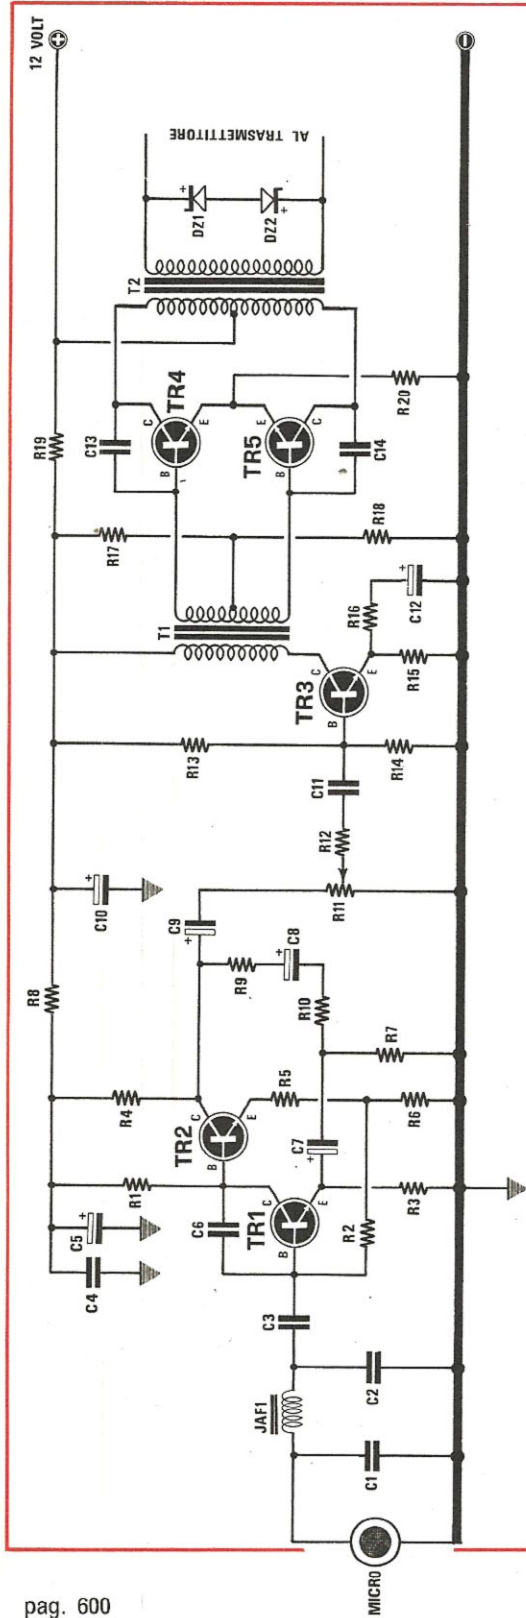 12 VOLT
+
-
AL TRASMETTITORE
DZ1
+
DZ2
+
T2
R19
C13
C
TR4
E
B
TR5
E
B
C
C14
R20
R17
R18
T1
R16
C12
+
TR3
C
B
E
R15
R13
R14
C11
R12
R11
C10
+
C9
+
R8
R9
C8
+
R10
R7
R4
TR2
C
B
E
R5
R6
C7
+
R1
C6
TR1
C
B
E
R2
R3
C5
+
C4
C3
JAF1
C2
C1
MICRO
pag. 600